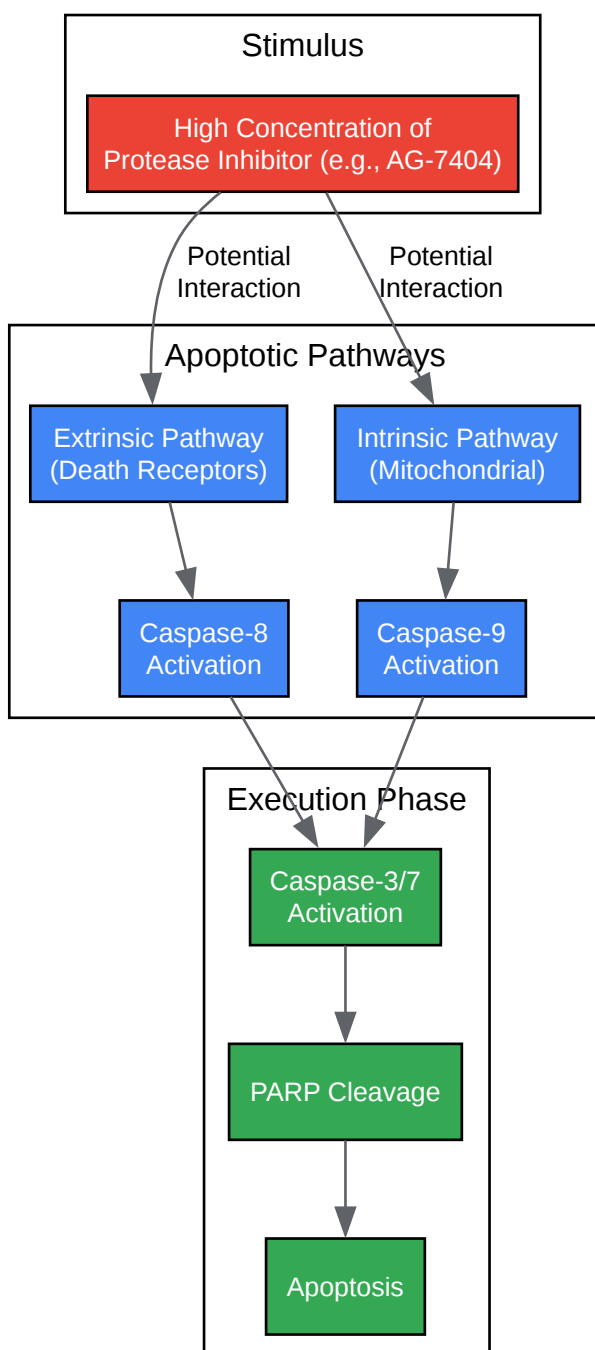 Stimulus
High Concentration of
Protease Inhibitor (e.g., AG-7404)
Potential
Interaction
Potential
Interaction
Apoptotic Pathways
Extrinsic Pathway
(Death Receptors)
Intrinsic Pathway
(Mitochondrial)
Caspase-8
Activation
Caspase-9
Activation
Execution Phase
Caspase-3/7
Activation
PARP Cleavage
Apoptosis